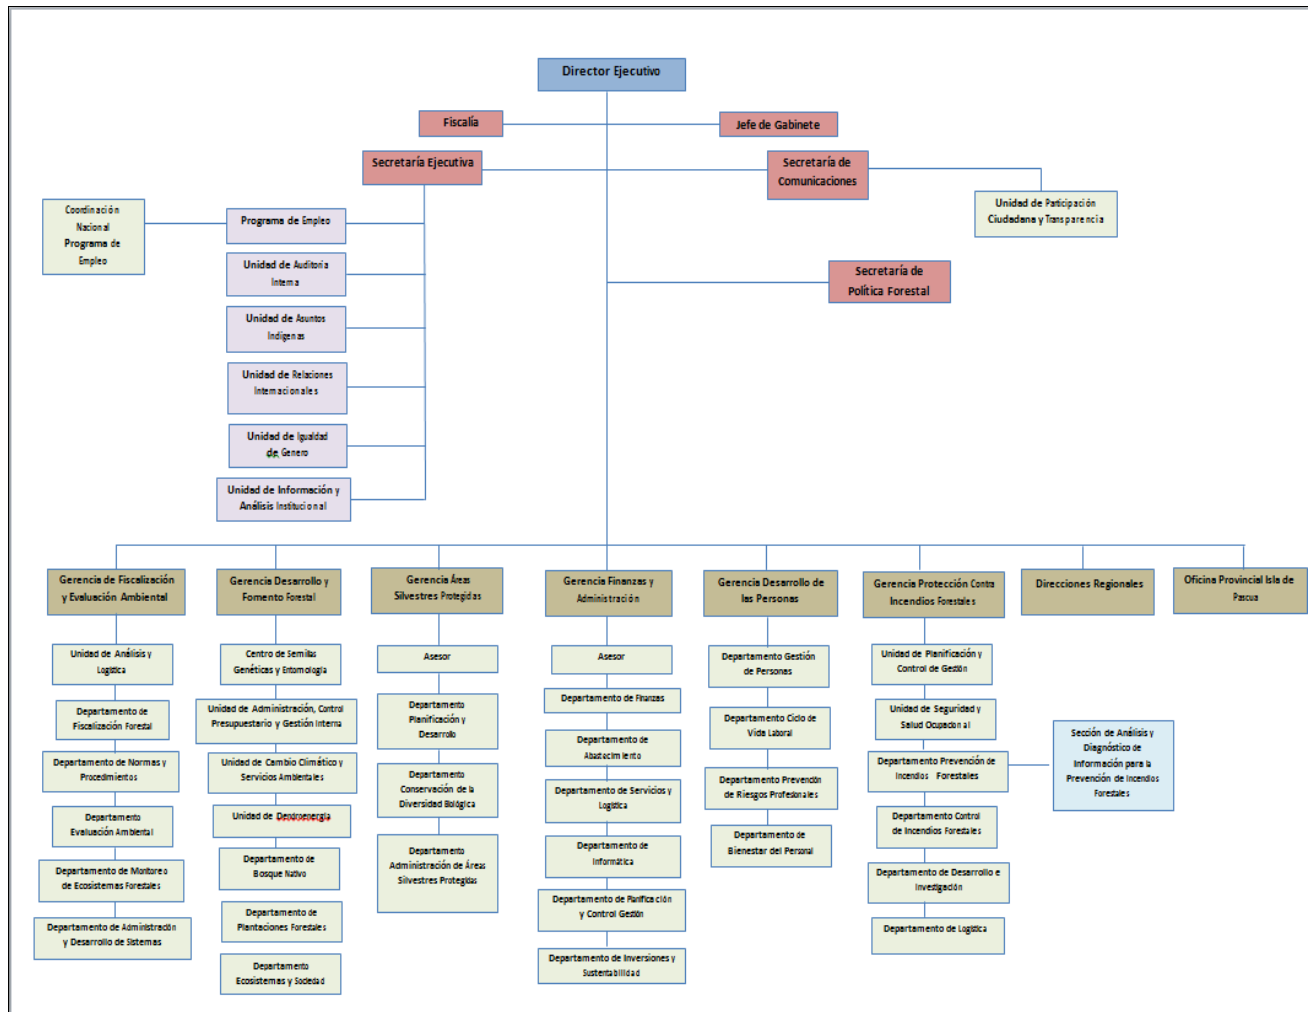 Director Ejecutivo
Fiscalía
Jefe de Gabinete
Secretaría Ejecutiva
Secretaría de
Comunicaciones
Unidad de Participación
Ciudadana y Transparencia
Coordinación
Nacional
Programa de
Empleo
Programa de Empleo
Unidad de Auditoria
Interna
Secretaría de
Política Forestal
Unidad de Asuntos
Indigenas
Unidad de Relaciones
Internacionales
Unidad de Igualdad
de Genero
Unidad de Información y
Análisis Institucional
Gerencia de Fiscalización
y Evaluación Ambiental
Gerencia Desarrollo y
Fomento Forestal
Gerencia Áreas
Silvestres Protegidas
Gerencia Finanzas y
Administración
Gerencia Desarrollo de
las Personas
Gerencia Protección Contra
Incendios Forestales
Direcciones Regionales
Oficina Provincial Isla de
Pascua
Unidad de Análisis y
Logística
Departamento de
Fiscalización Forestal
Departamento de Normas y
Procedimientos
Departamento
Evaluación Ambiental
Departamento de Monitoreo
de Ecosistemas Forestales
Departamento de Administración
y Desarrollo de Sistemas
Centro de Semillas
Genéticas y Entomología
Unidad de Administración, Control
Presupuestario y Gestión Interna
Unidad de Cambio Climático y
Servicios Ambientales
Unidad de Dendroenergía
Departamento de
Bosque Nativo
Departamento de
Plantaciones Forestales
Departamento
Ecosistemas y Sociedad
Asesor
Departamento
Planificación y
Desarrollo
Departamento
Conservación de la
Diversidad Biológica
Departamento
Administración de Áreas
Silvestres Protegidas
Asesor
Departamento de Finanzas
Departamento de
Abastecimiento
Departamento de Servicios y
Logística
Departamento de
Informática
Departamento de Planificación
y Control Gestión
Departamento de Inversiones y
Sustentabilidad
Departamento Gestión
de Personas
Departamento Ciclo de
Vida Laboral
Departamento Prevención
de Riesgos Profesionales
Departamento de
Bienestar del Personal
Unidad de Planificación y
Control de Gestión
Unidad de Seguridad y
Salud Ocupacional
Departamento Prevención de
Incendios Forestales
Departamento Control
de Incendios Forestales
Departamento de Desarrollo e
Investigación
Departamento de Logística
Sección de Análisis y
Diagnóstico de
Información para la
Prevención de Incendios
Forestales